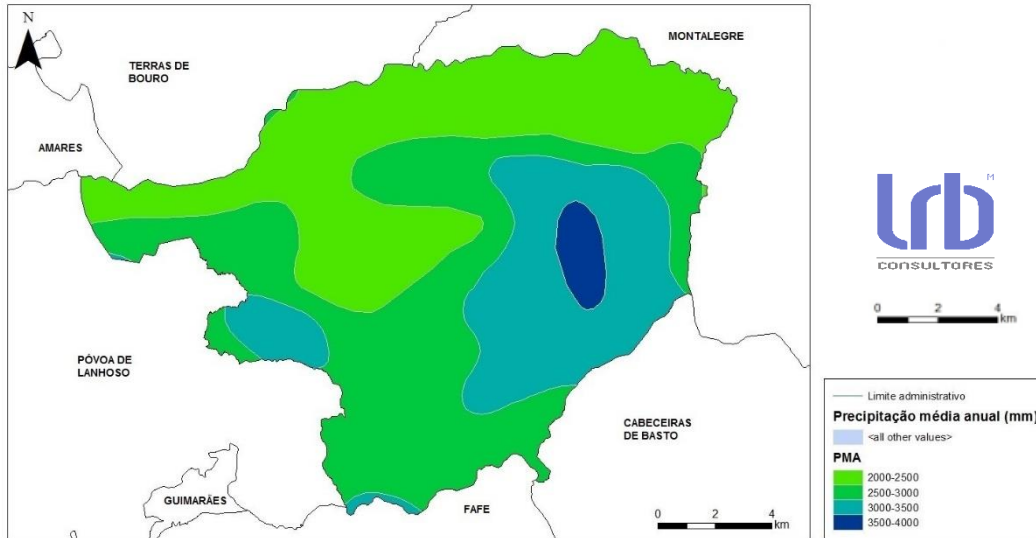 N
TERRAS DE
BOURO
MONTALEGRE
AMARES
PÓVOA DE
LANHOSO
CABECEIRAS
DE BASTO
GUIMARÃES
FAFE
0 2 4
km
lrb
M
CONSULTORES
0 2 4
km
Limite administrativo
Precipitação média anual (mm)
<all other values>
PMA
2000-2500
2500-3000
3000-3500
3500-4000